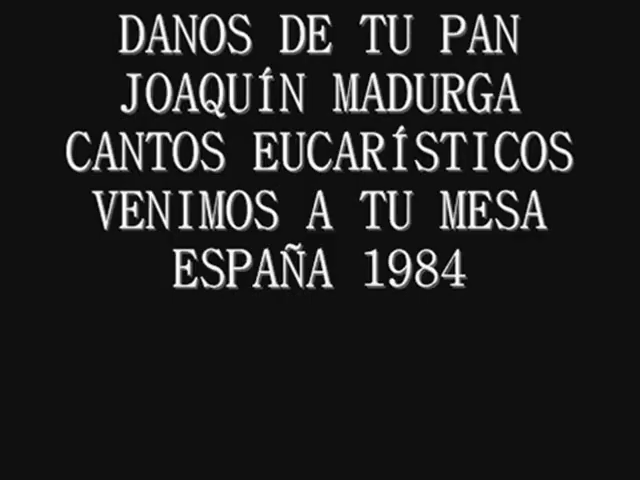 DANOS DE TU PAN
JOAQUÍN MADURGA
CANTOS EUCARÍSTICOS
VENIMOS A TU MESA
ESPAÑA 1984